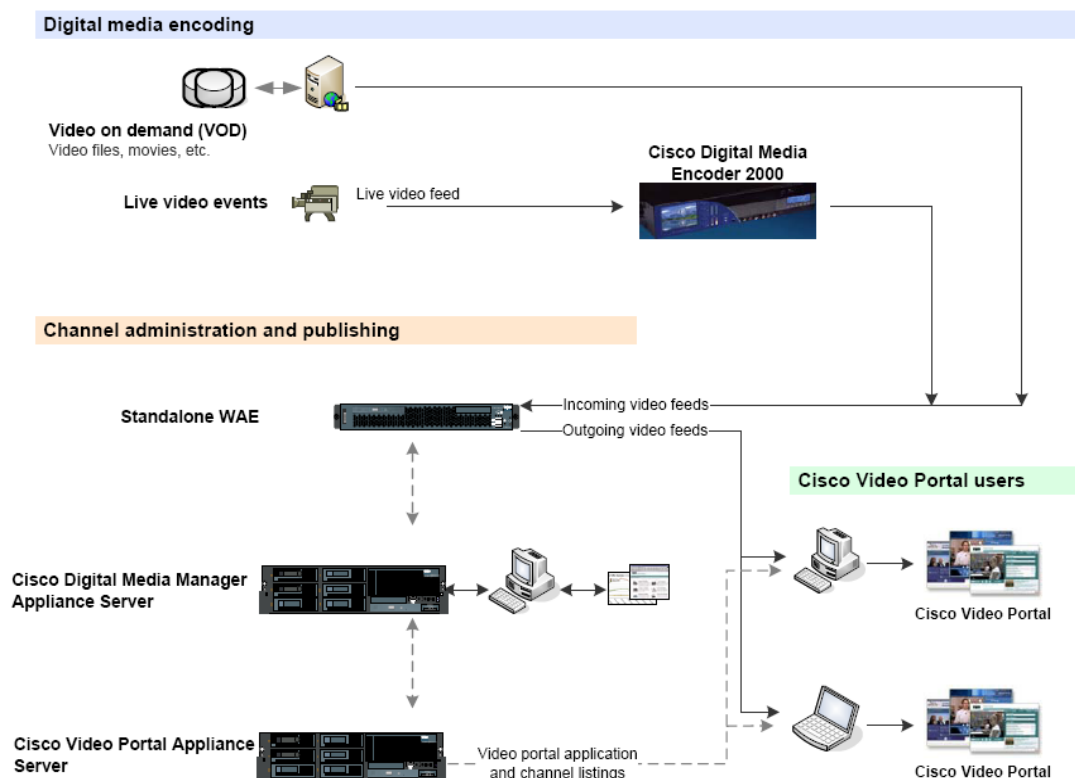 Digital media encoding
Video on demand (VOD)
Video files, movies, etc.
Live video events
Live video feed
Cisco Digital Media
Encoder 2000
Channel administration and publishing
Standalone WAE
Incoming video feeds
Outgoing video feeds
Cisco Video Portal users
Cisco Digital Media Manager
Appliance Server
Cisco Video Portal
Cisco Video Portal Appliance
Server
Video portal application
and channel listings
Cisco Video Portal